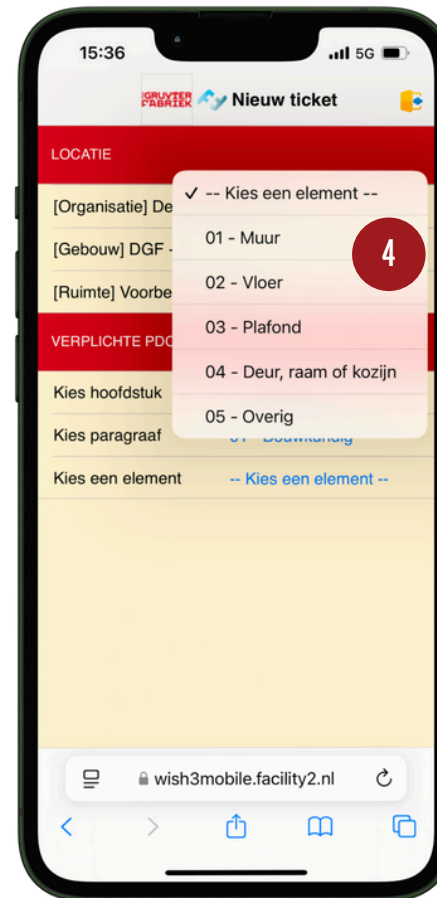 15:36
5G
GRUYTER
FABRIEK
Nieuw ticket
LOCATIE
-- Kies een element --
[Organisatie] De
01 - Muur
4
[Gebouw] DGF -
02 - Vloer
[Ruimte] Voorbe
03 - Plafond
VERPLICHTE PDC
04 - Deur, raam of kozijn
Kies hoofdstuk
05 - Overig
Kies paragraaf
01 - Bouwkundig
Kies een element
-- Kies een element --
wish3mobile.facility2.nl